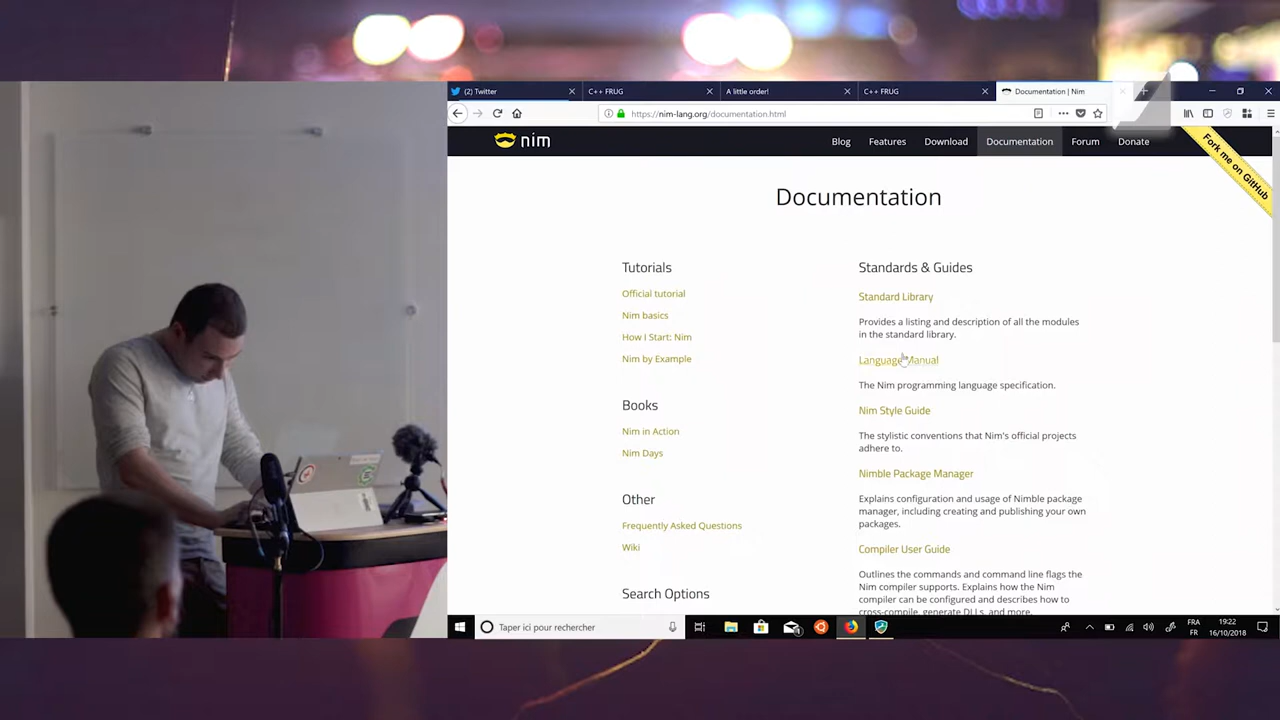 (2) Twitter
C++ FRUG
A little order!
C++ FRUG
Documentation | Nim
https://nim-lang.org/documentation.html
nim
Blog
Features
Download
Documentation
Forum
Donate
Fork me on GitHub
Documentation
Tutorials
Official tutorial
Nim basics
How I Start: Nim
Nim by Example
Books
Nim in Action
Nim Days
Other
Frequently Asked Questions
Wiki
Search Options
Standards & Guides
Standard Library
Provides a listing and description of all the modules
in the standard library.
Language Manual
The Nim programming language specification.
Nim Style Guide
The stylistic conventions that Nim's official projects
adhere to.
Nimble Package Manager
Explains configuration and usage of Nimble package
manager, including creating and publishing your own
packages.
Compiler User Guide
Outlines the commands and command line flags the
Nim compiler supports. Explains how the Nim
compiler can be configured and describes how to
cross-compile, generate DLLs, and more.
Taper ici pour rechercher
FRA
FR
19:22
16/10/2018